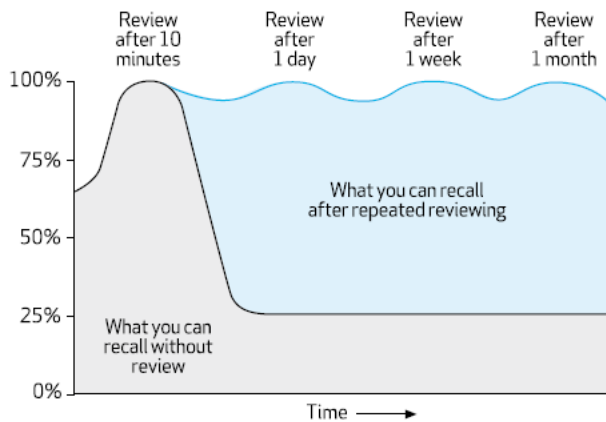 Review
after 10
minutes
Review
after
1 day
Review
after
1 week
Review
after
1 month
100%
75%
50%
25%
0%
What you can recall
after repeated reviewing
What you can
recall without
review
Time